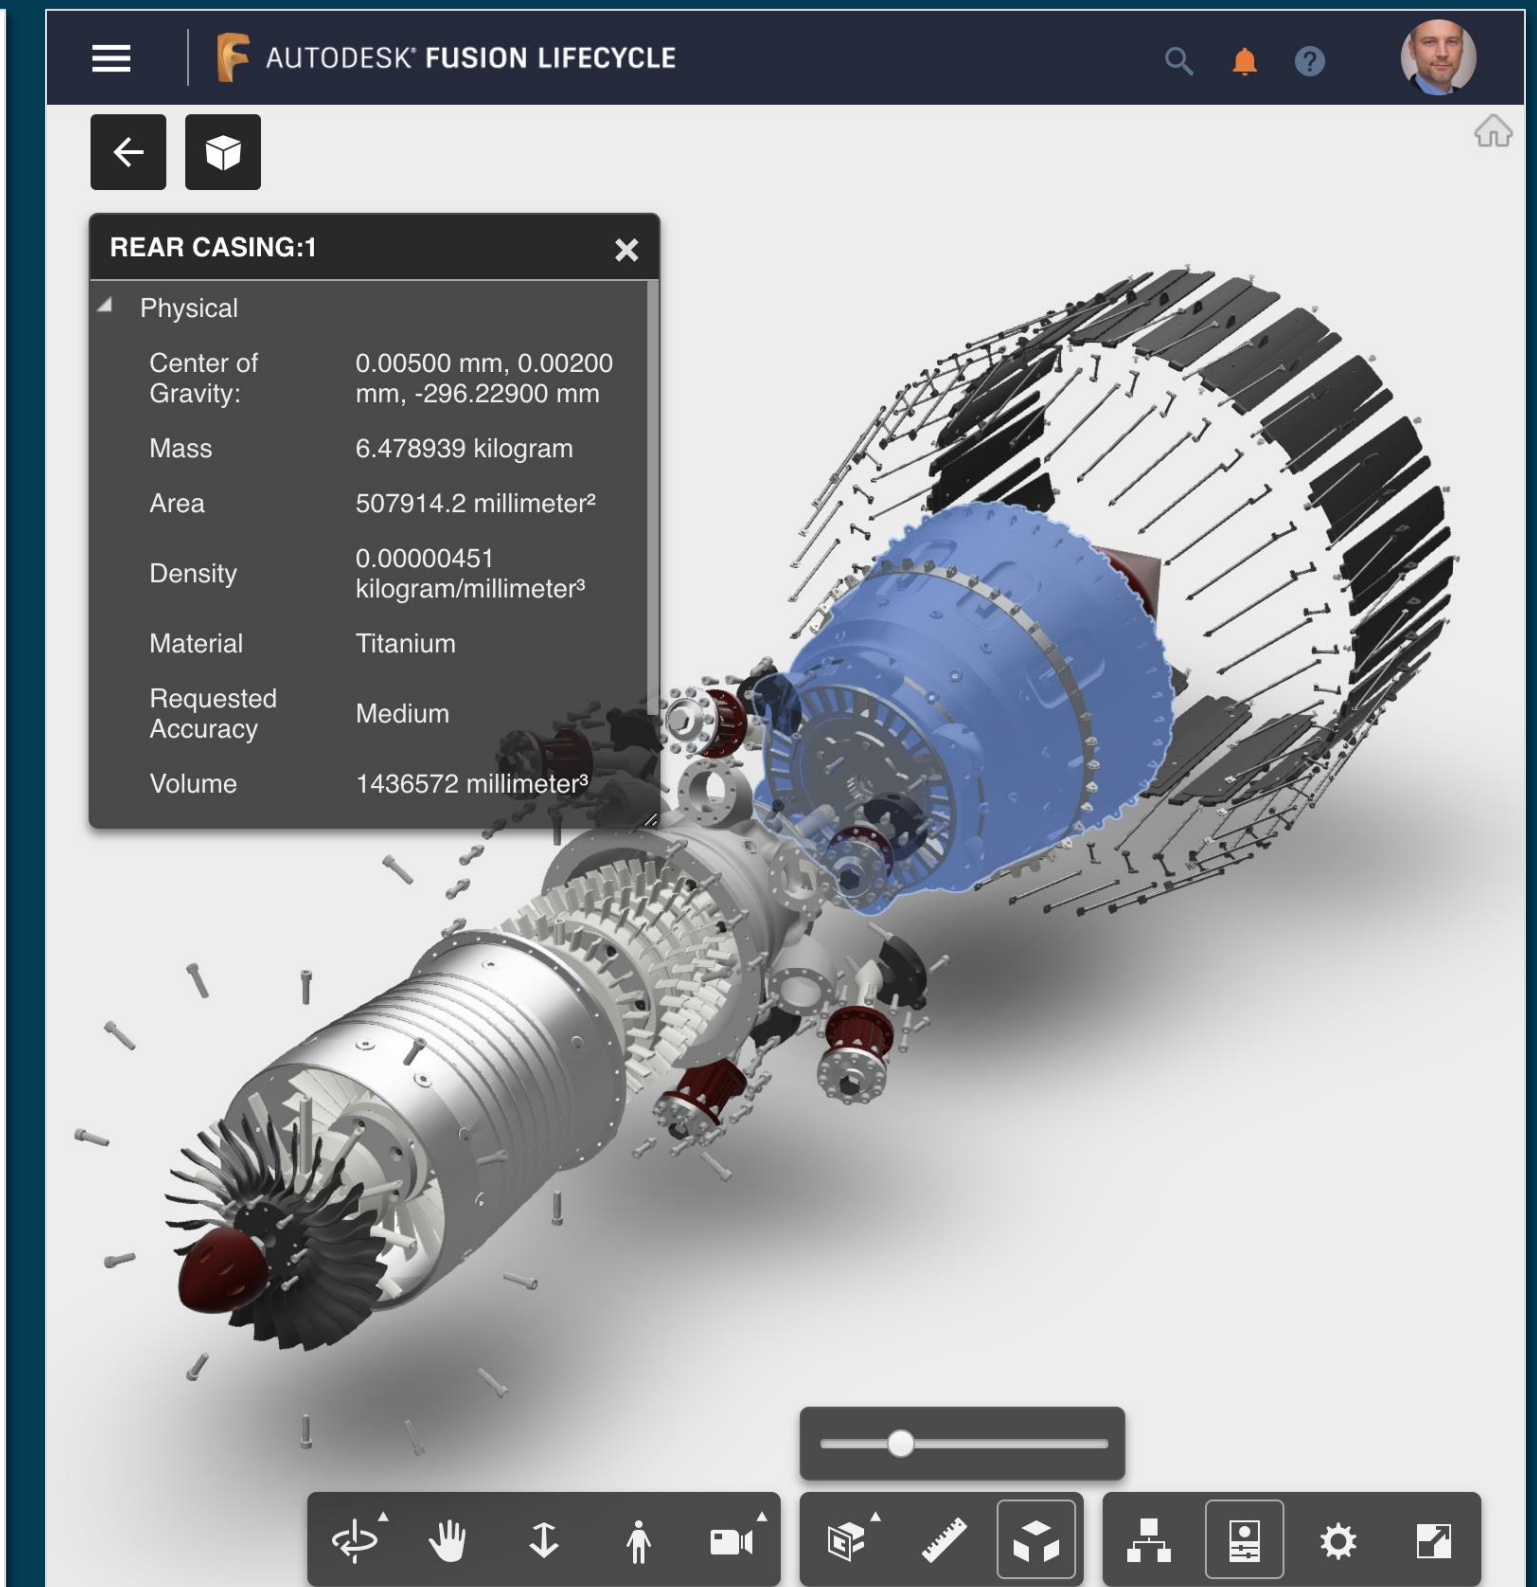 AUTODESK® FUSION LIFECYCLE
REAR CASING:1
Physical
Center of Gravity: 0.00500 mm, 0.00200 mm, -296.22900 mm
Mass 6.478939 kilogram
Area 507914.2 millimeter²
Density 0.00000451 kilogram/millimeter³
Material Titanium
Requested Accuracy Medium
Volume 1436572 millimeter³